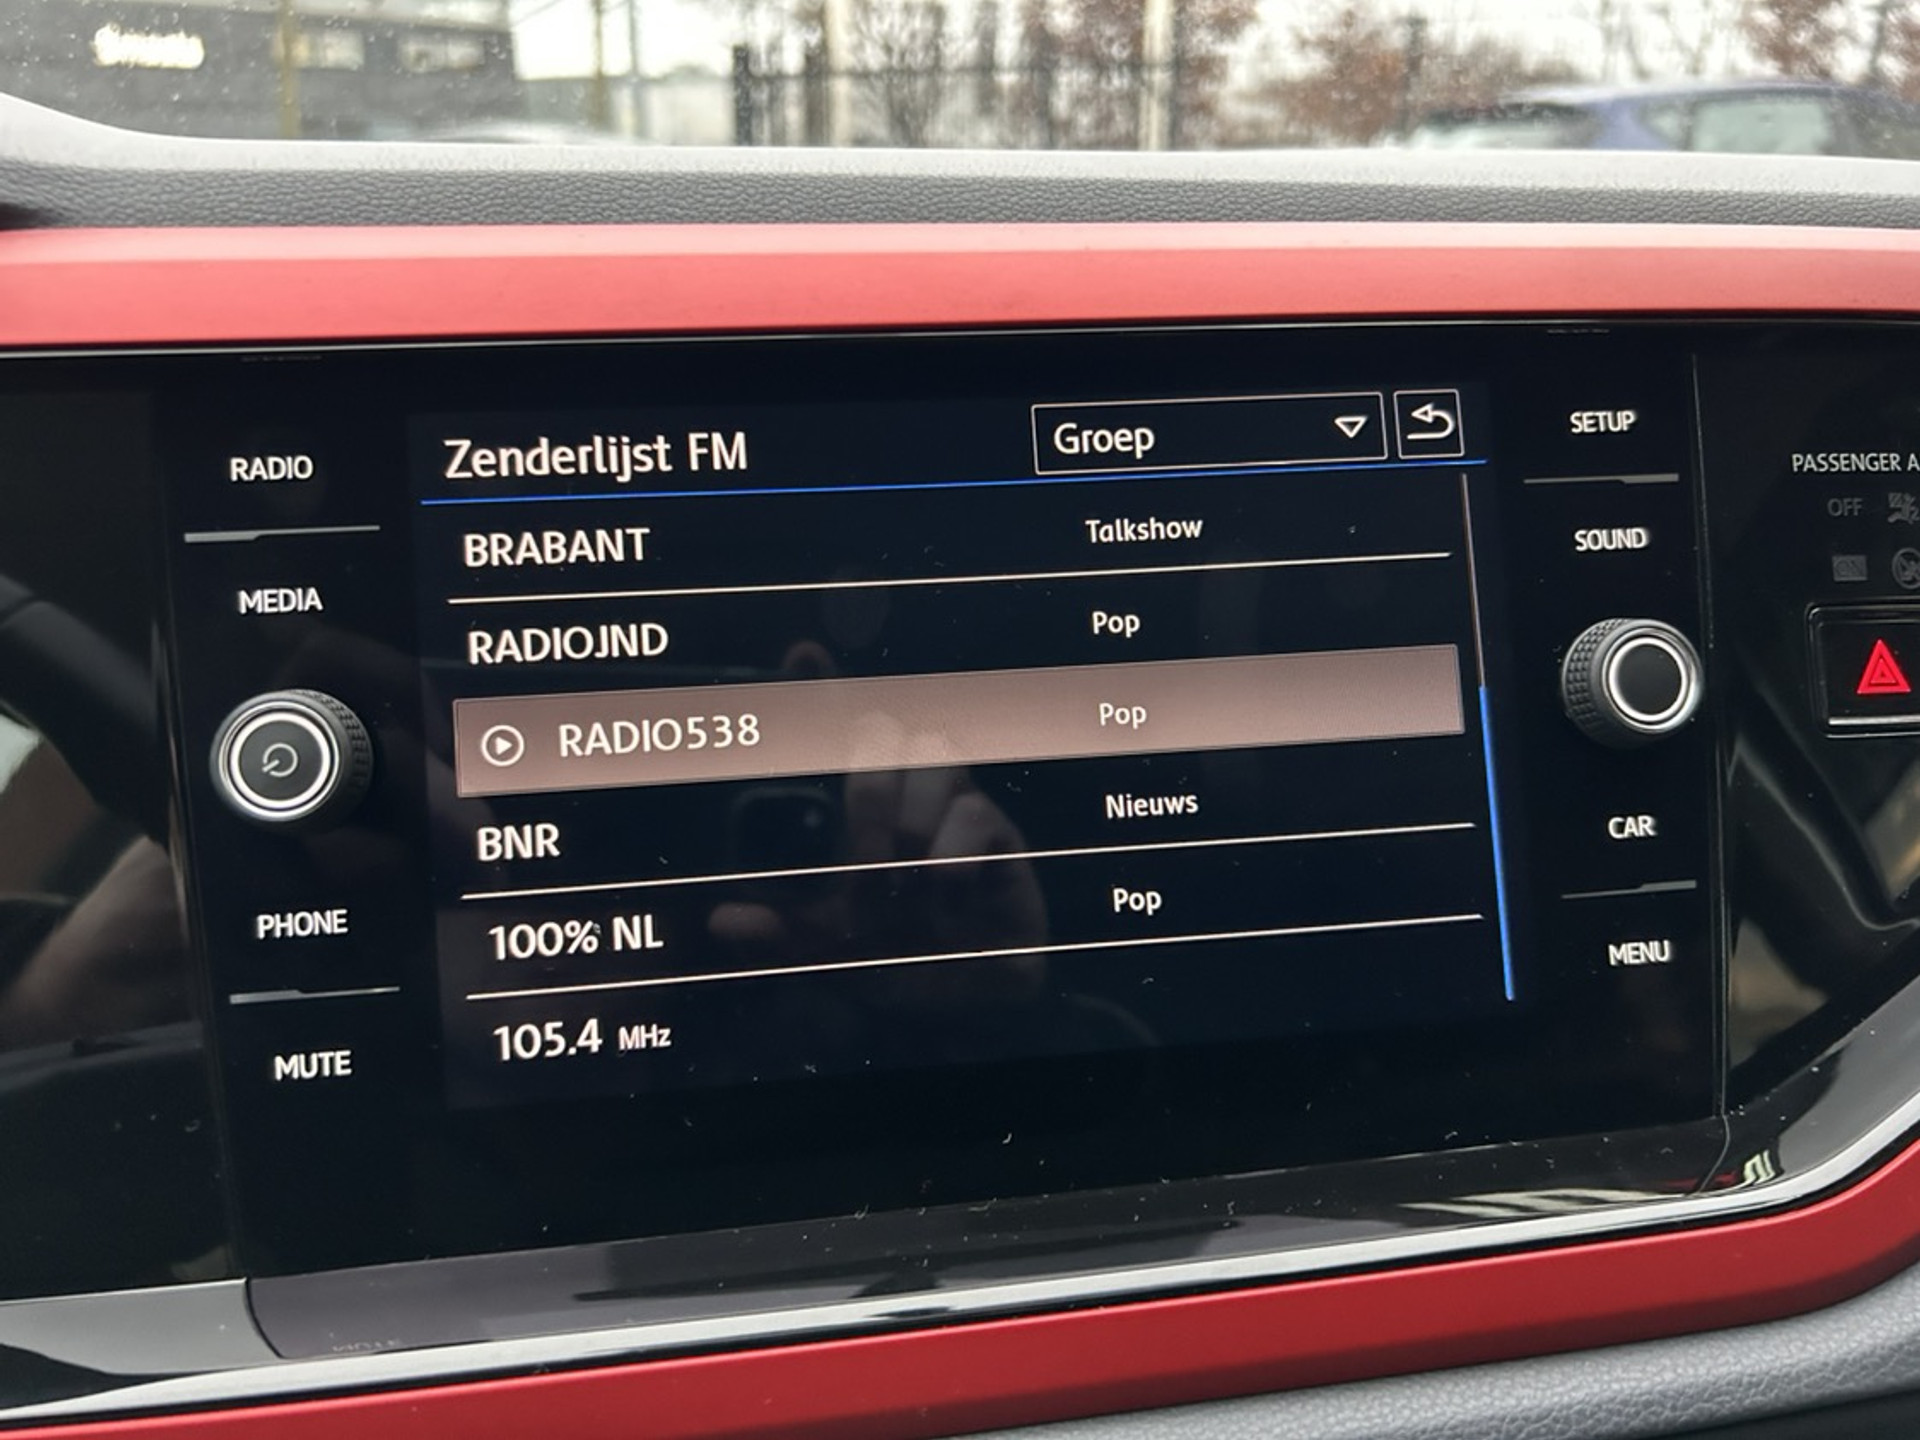 RADIO
MEDIA
PHONE
MUTE
Zenderlijst FM
Groep
BRABANT Talkshow
RADIOJND Pop
RADIO538 Pop
BNR Nieuws
100% NL Pop
105.4 MHz
SETUP
SOUND
CAR
MENU
PASSENGER A
OFF
ON